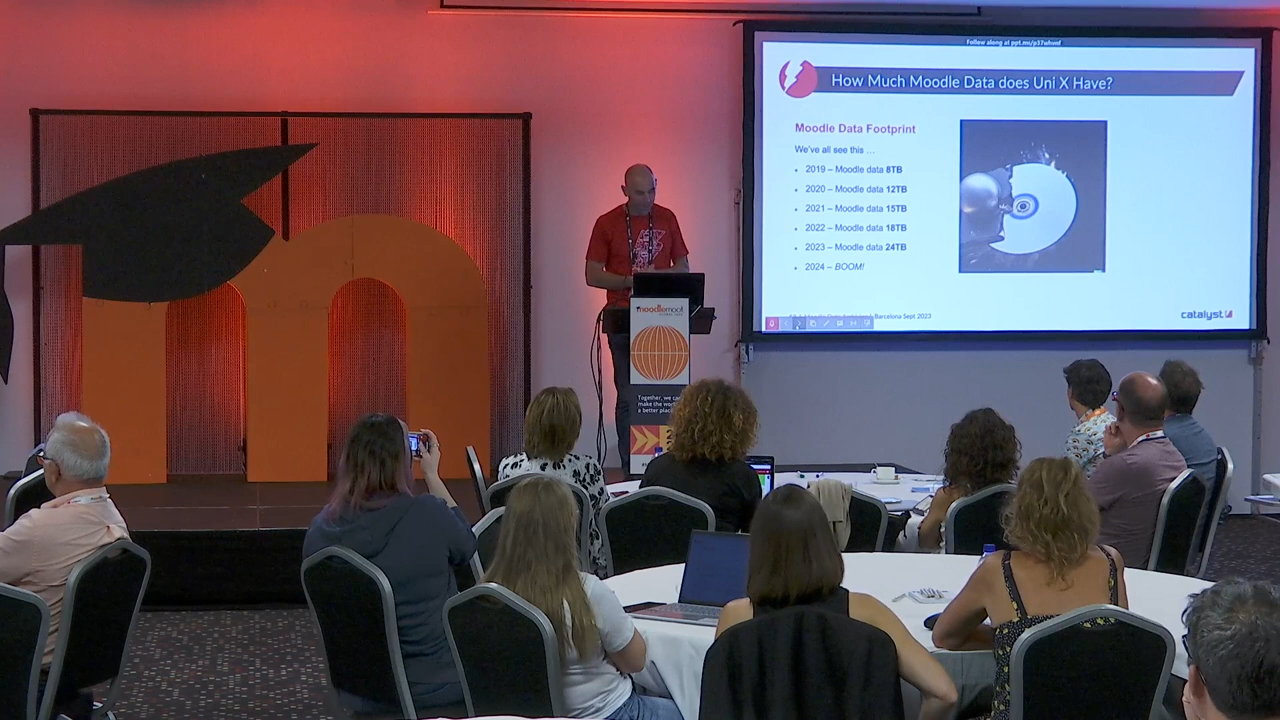 Follow along at ppt.ms/p37whvnf
How Much Moodle Data does Uni X Have?
Moodle Data Footprint
We've all see this …
2019 – Moodle data 8TB
2020 – Moodle data 12TB
2021 – Moodle data 15TB
2022 – Moodle data 18TB
2023 – Moodle data 24TB
2024 – BOOM!
Barcelona Sept 2023
catalyst
moodlemoot
Together, we can
make the world
a better place